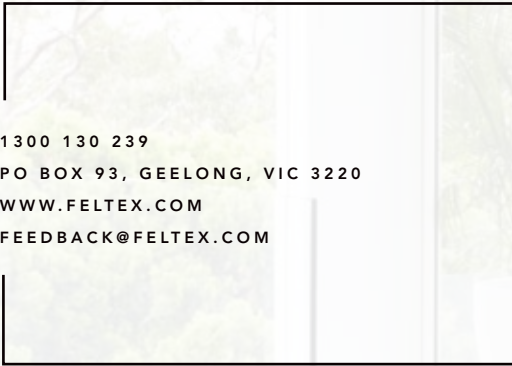 1300 130 239
PO BOX 93, GEELONG, VIC 3220
WWW.FELTEX.COM
FEEDBACK@FELTEX.COM